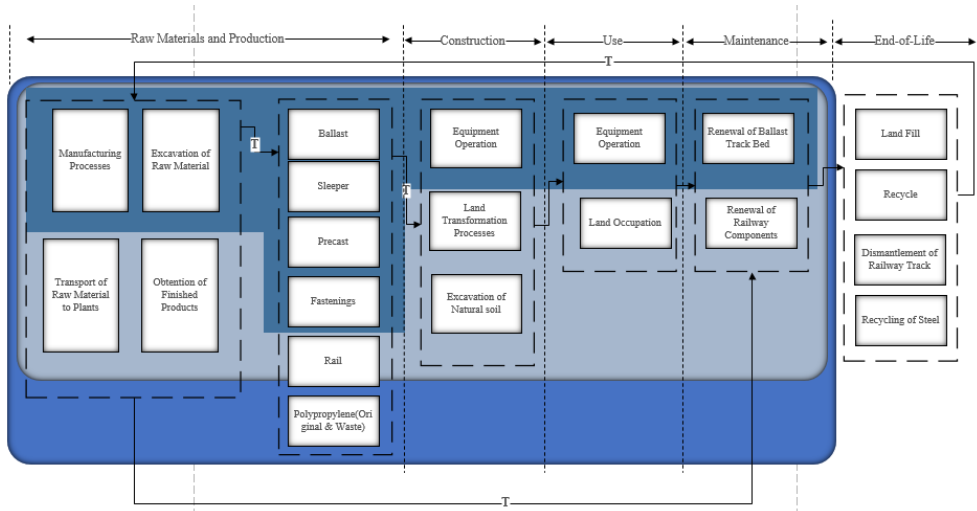 Raw Materials and Production
Construction
Use
Maintenance
End-of-Life
T
Manufacturing
Processes
Excavation of
Raw Material
Transport of
Raw Material
to Plants
Obtention of
Finished
Products
T
Ballast
Sleeper
Precast
Fastenings
Rail
Polypropylene(Ori
ginal & Waste)
T
Equipment
Operation
Land
Transformation
Processes
Excavation of
Natural soil
Equipment
Operation
Land Occupation
Renewal of Ballast
Track Bed
Renewal of
Railway
Components
Land Fill
Recycle
Dismantlement of
Railway Track
Recycling of Steel
T